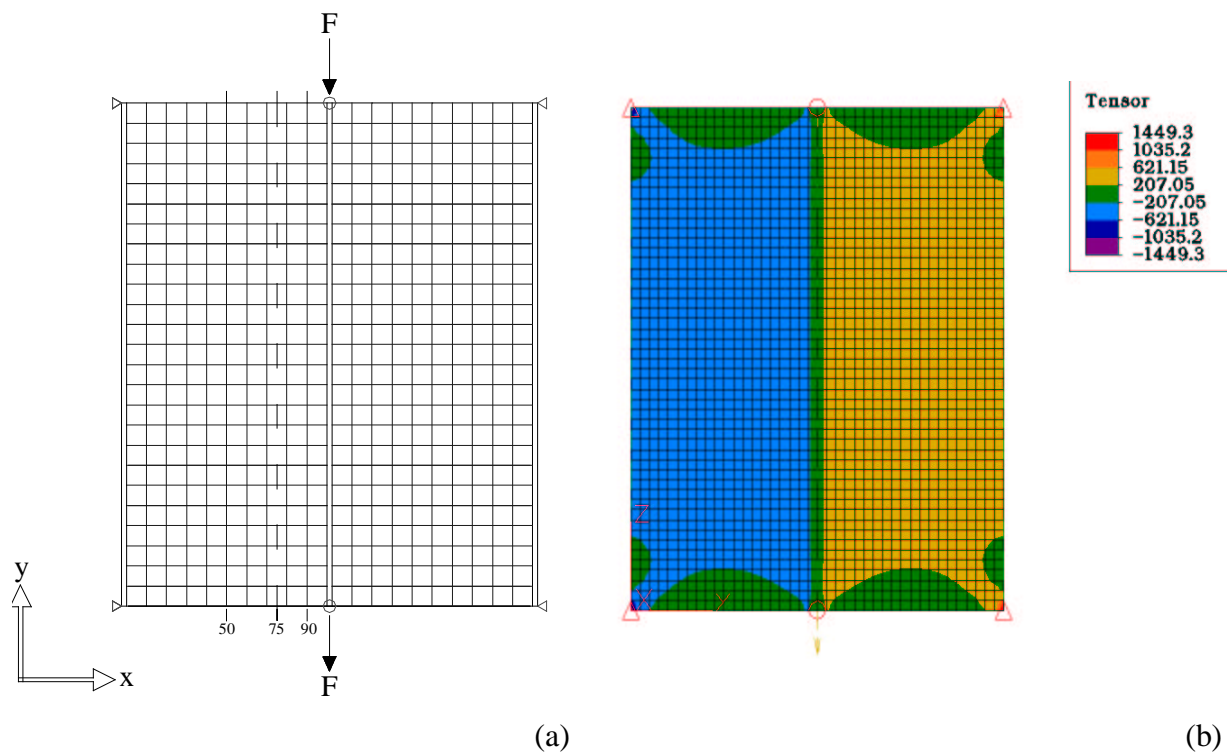 F
50 75 90
F
y
x
(a)
Z
X
Y
Tensor
1449.3
1035.2
621.15
207.05
-207.05
-621.15
-1035.2
-1449.3
(b)